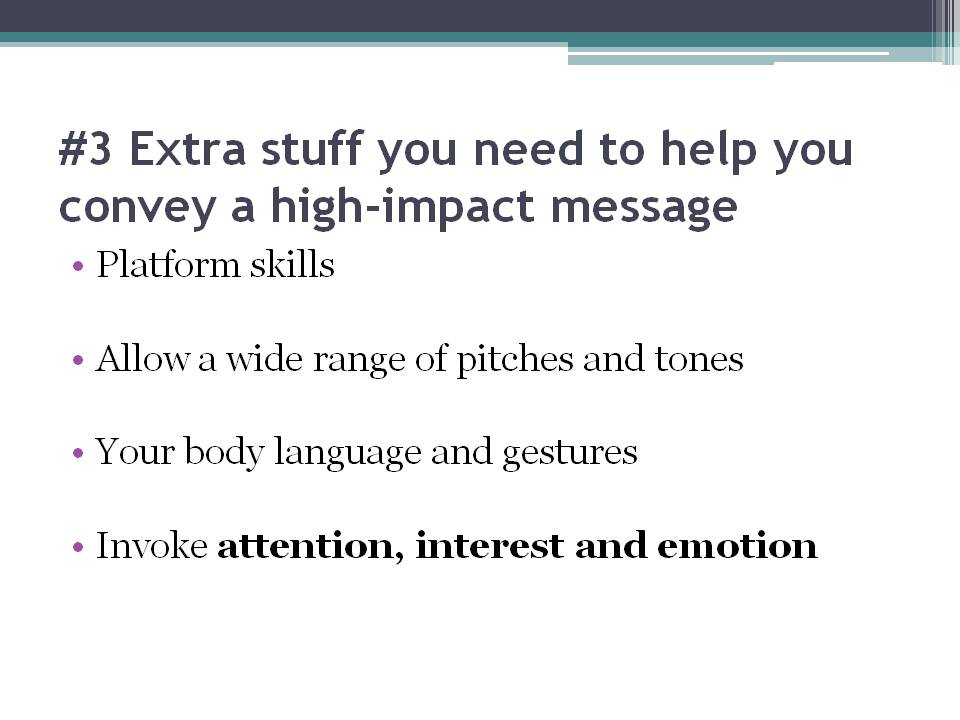 #3 Extra stuff you need to help you
convey a high-impact message
• Platform skills
• Allow a wide range of pitches and tones
• Your body language and gestures
• Invoke attention, interest and emotion